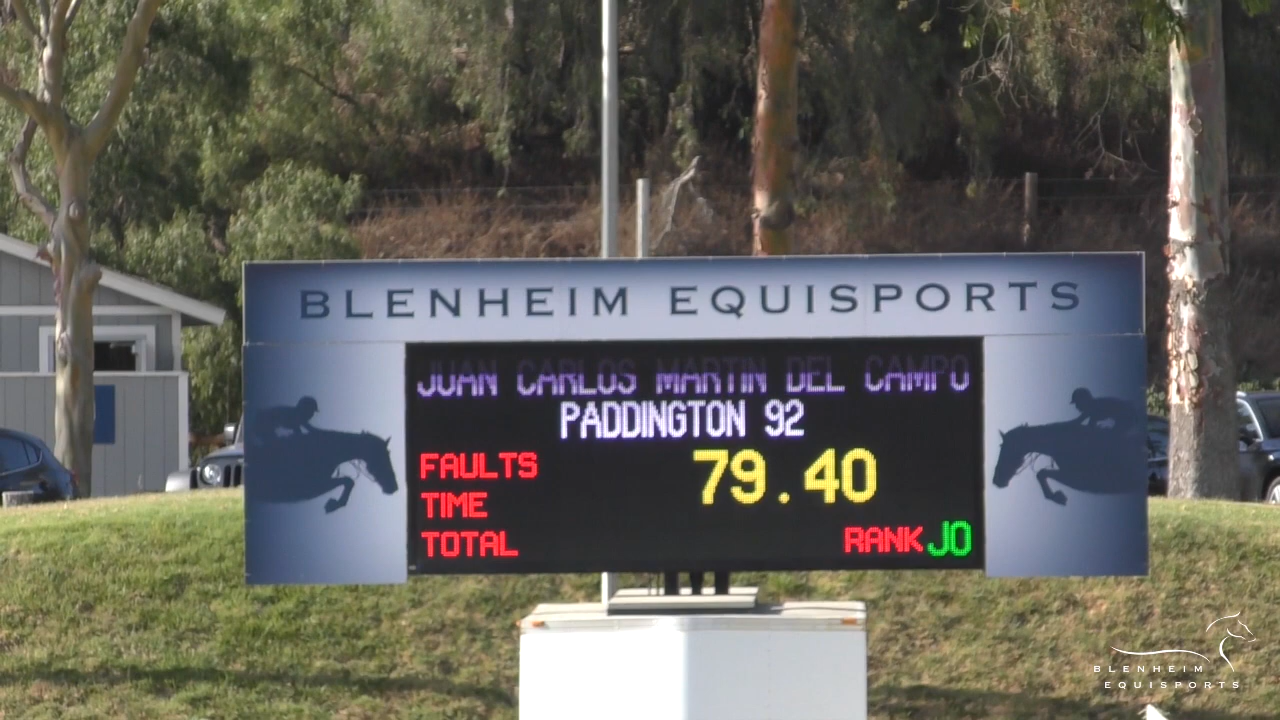 BLENHEIM EQUISPORTS
JUAN CARLOS MARTIN DEL CAMPO
PADDINGTON 92
FAULTS 79.40
TIME
TOTAL RANK JO
BLENHEIM
EQUISPORTS